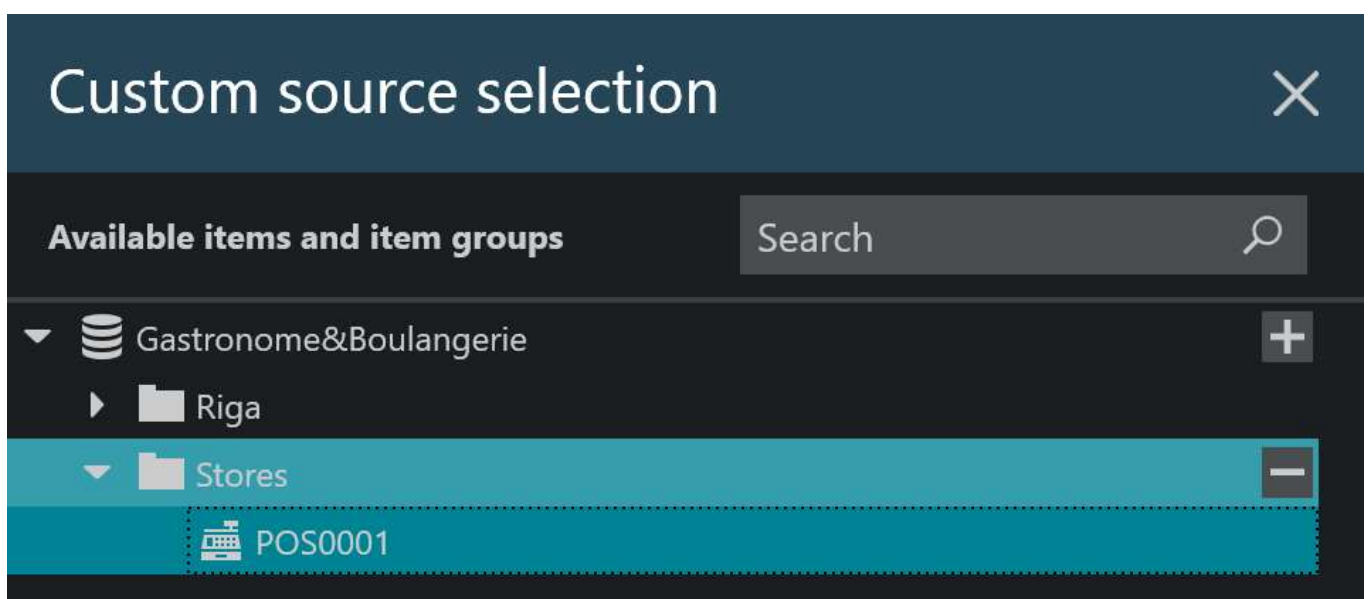 Custom source selection
Available items and item groups
Search
Gastronome&Boulangerie
Riga
Stores
POS0001